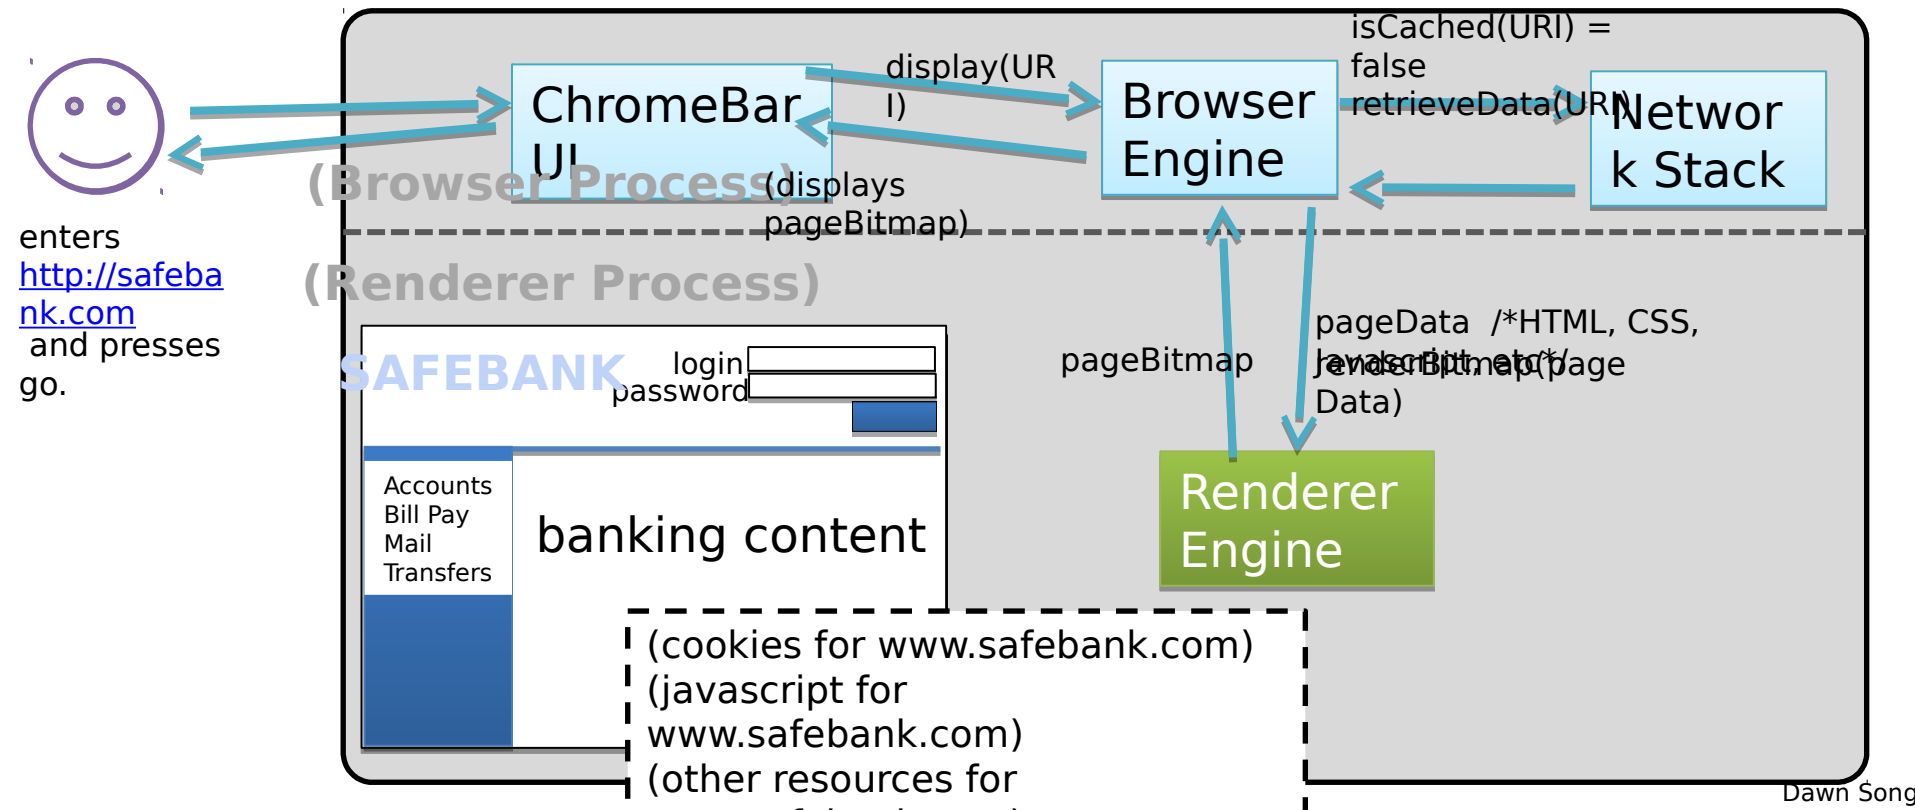 isCached(URI) =
false
retrieveData(URI)
display(UR
I)
ChromeBar
UI
Browser
Engine
Networ
k Stack
(Browser Process)
(displays
pageBitmap)
enters
http://safeba
nk.com
and presses
go.
(Renderer Process)
pageData /*HTML, CSS,
Javascript, etc*/
renderBitmap(page
Data)
pageBitmap
SAFEBANK
login
password
Renderer
Engine
Accounts
Bill Pay
Mail
Transfers
banking content
(cookies for www.safebank.com)
(javascript for
www.safebank.com)
(other resources for
Dawn Song